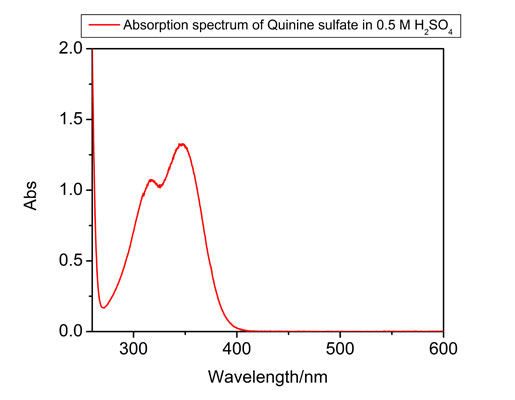 Absorption spectrum of Quinine sulfate in 0.5 M H₂SO₄
2.0
1.5
1.0
0.5
0.0
Abs
300 400 500 600
Wavelength/nm